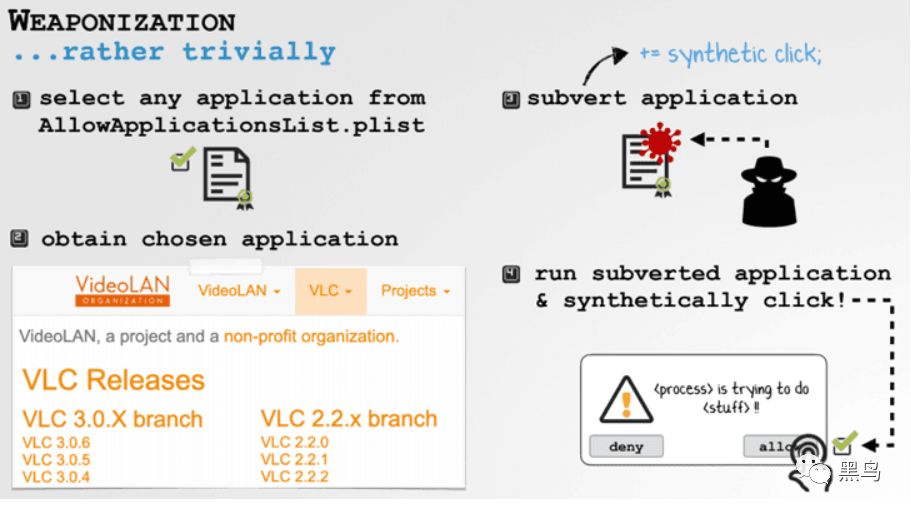 WEAPONIZATION
...rather trivially
1 select any application from
AllowApplicationsList.plist
2 obtain chosen application
VideoLAN
ORGANIZATION
VideoLAN
VLC
Projects
VideoLAN, a project and a non-profit organization.
VLC Releases
VLC 3.0.X branch
VLC 3.0.6
VLC 3.0.5
VLC 3.0.4
VLC 2.2.x branch
VLC 2.2.0
VLC 2.2.1
VLC 2.2.2
+= synthetic click;
3 subvert application
4 run subverted application
& synthetically click!
<process> is trying to do
<stuff> !!
deny
allow
黑鸟